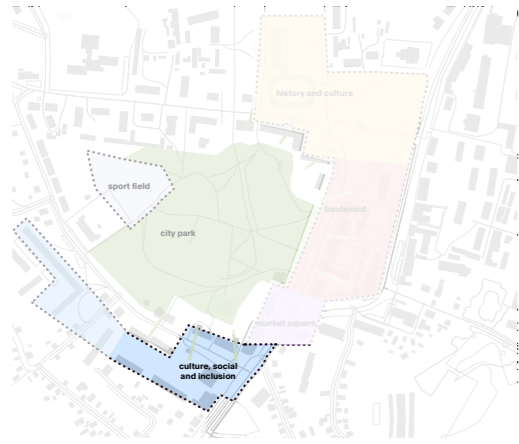 history and culture
sport field
boulevard
city park
market square
culture, social
and inclusion